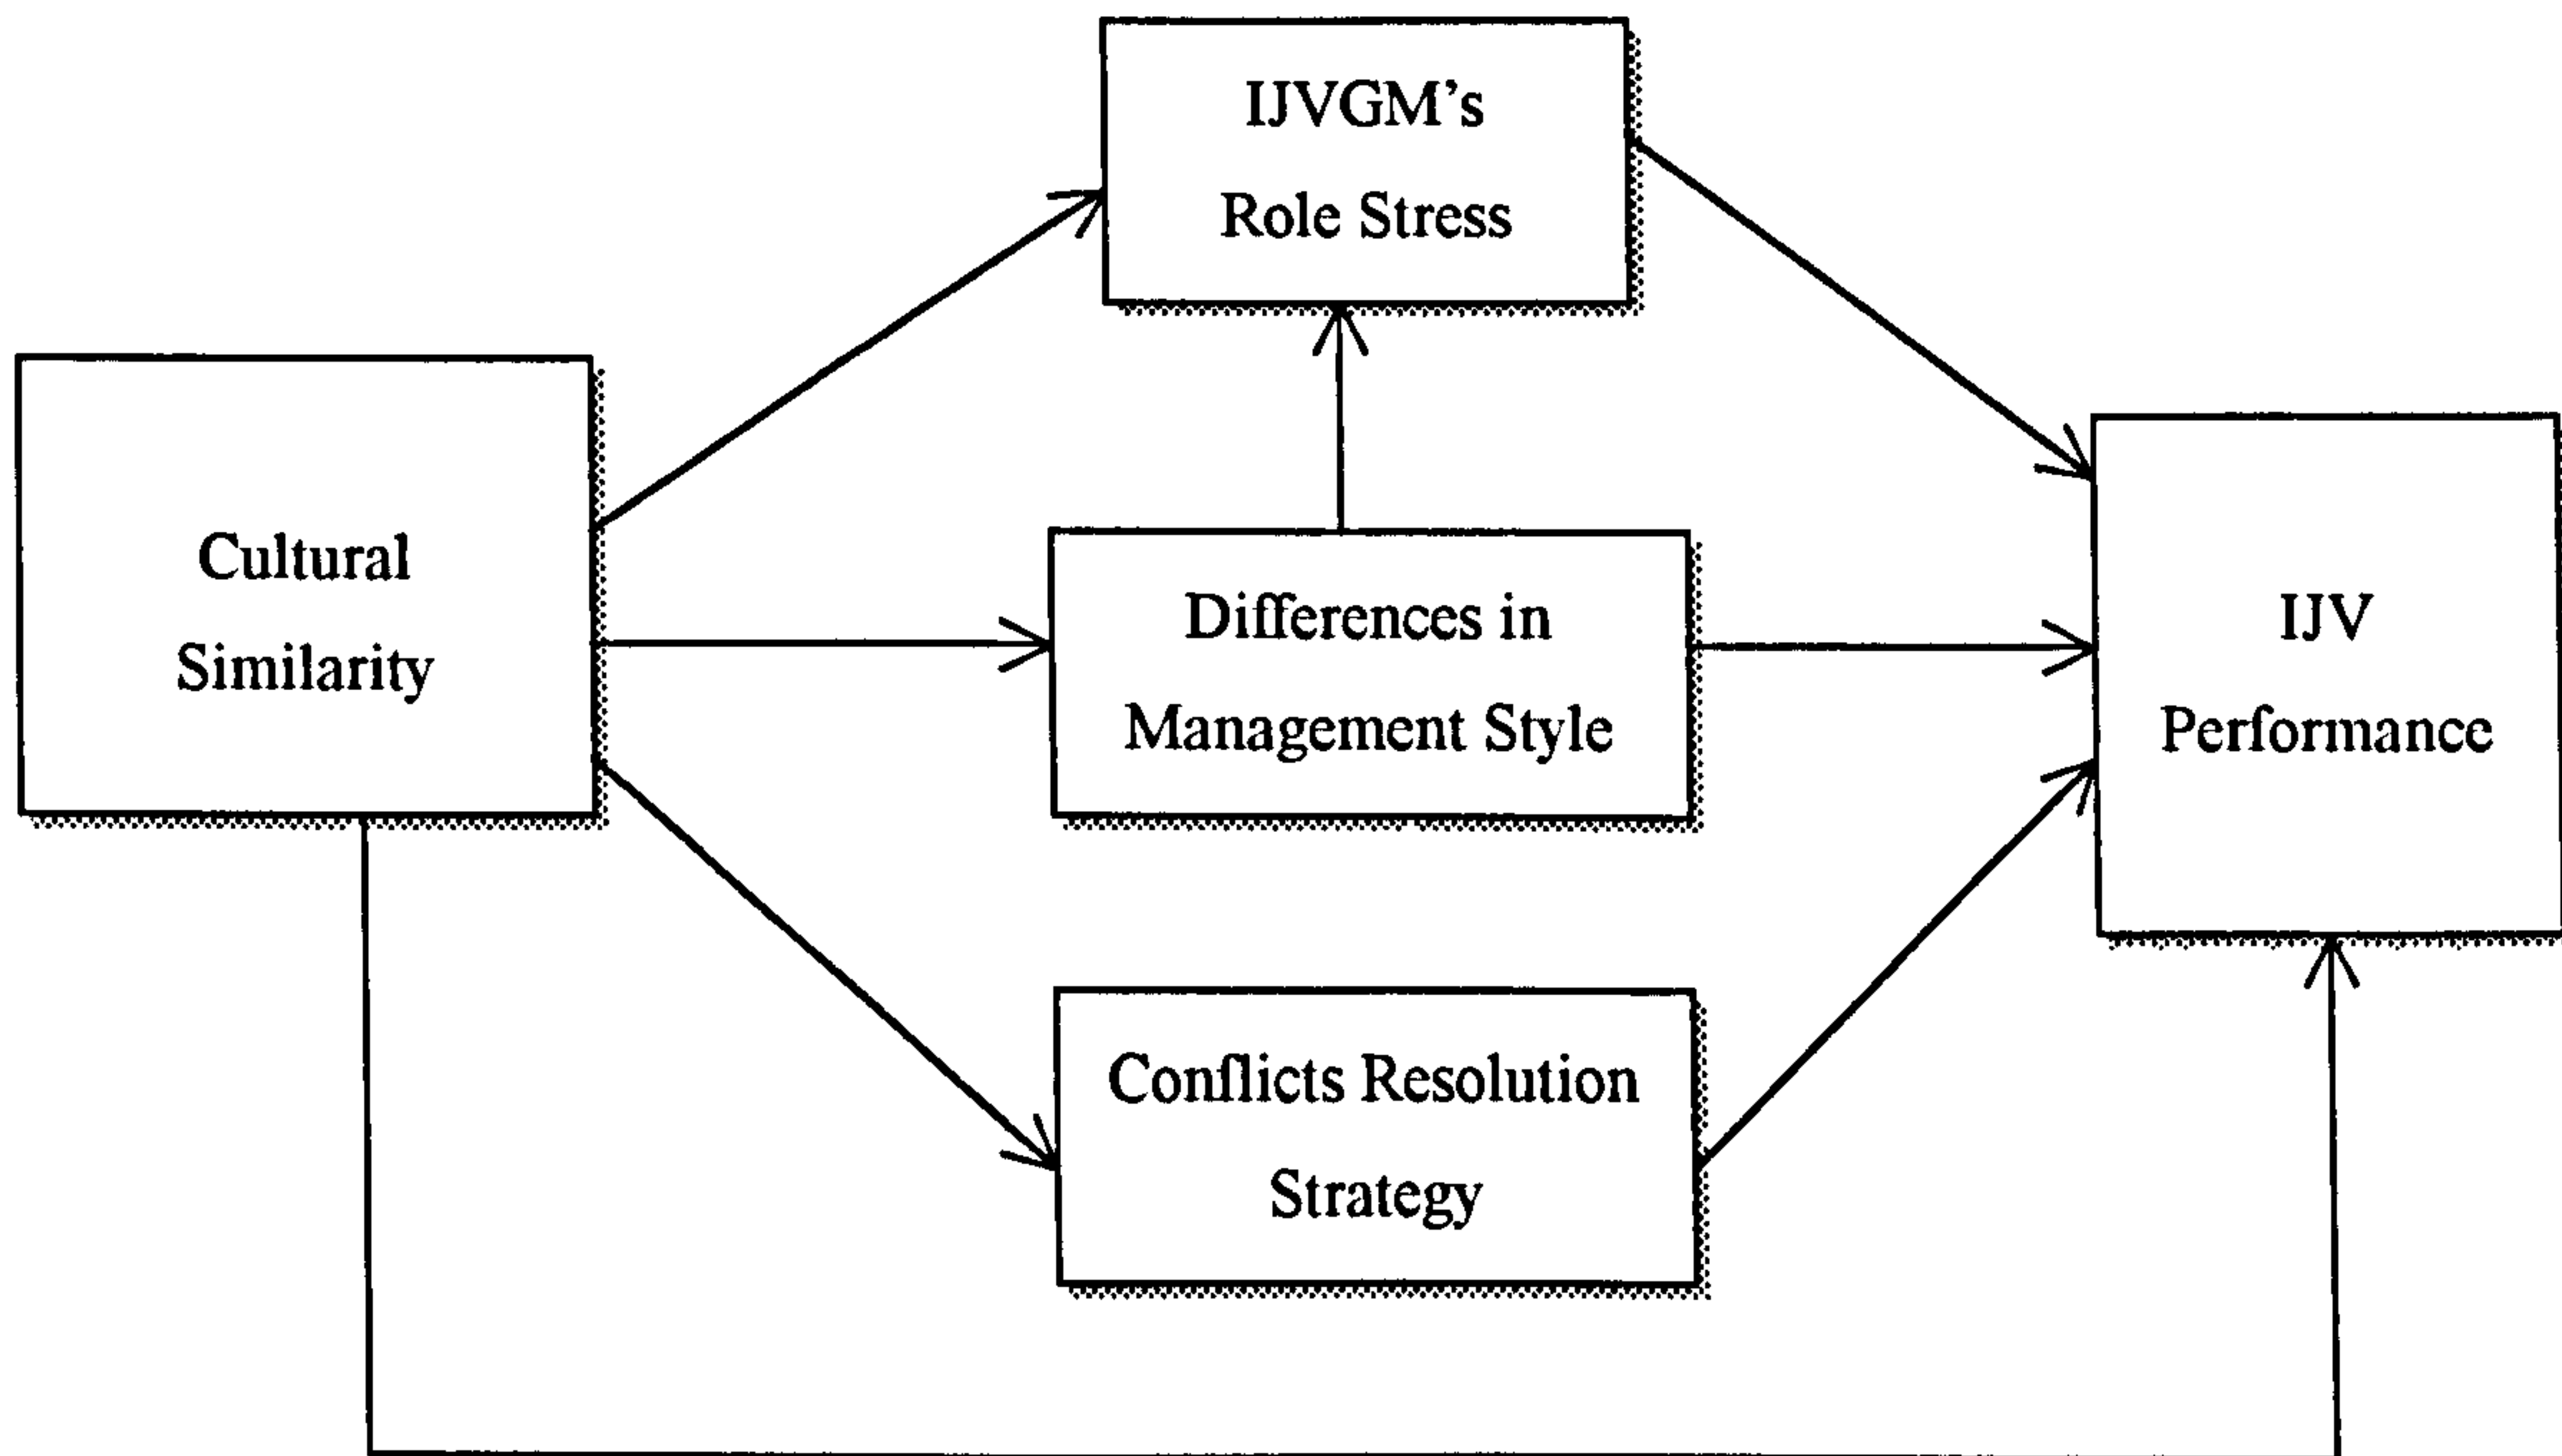 IJVGM's
Role Stress
Cultural
Similarity
Differences in
Management Style
IJV
Performance
Conflicts Resolution
Strategy